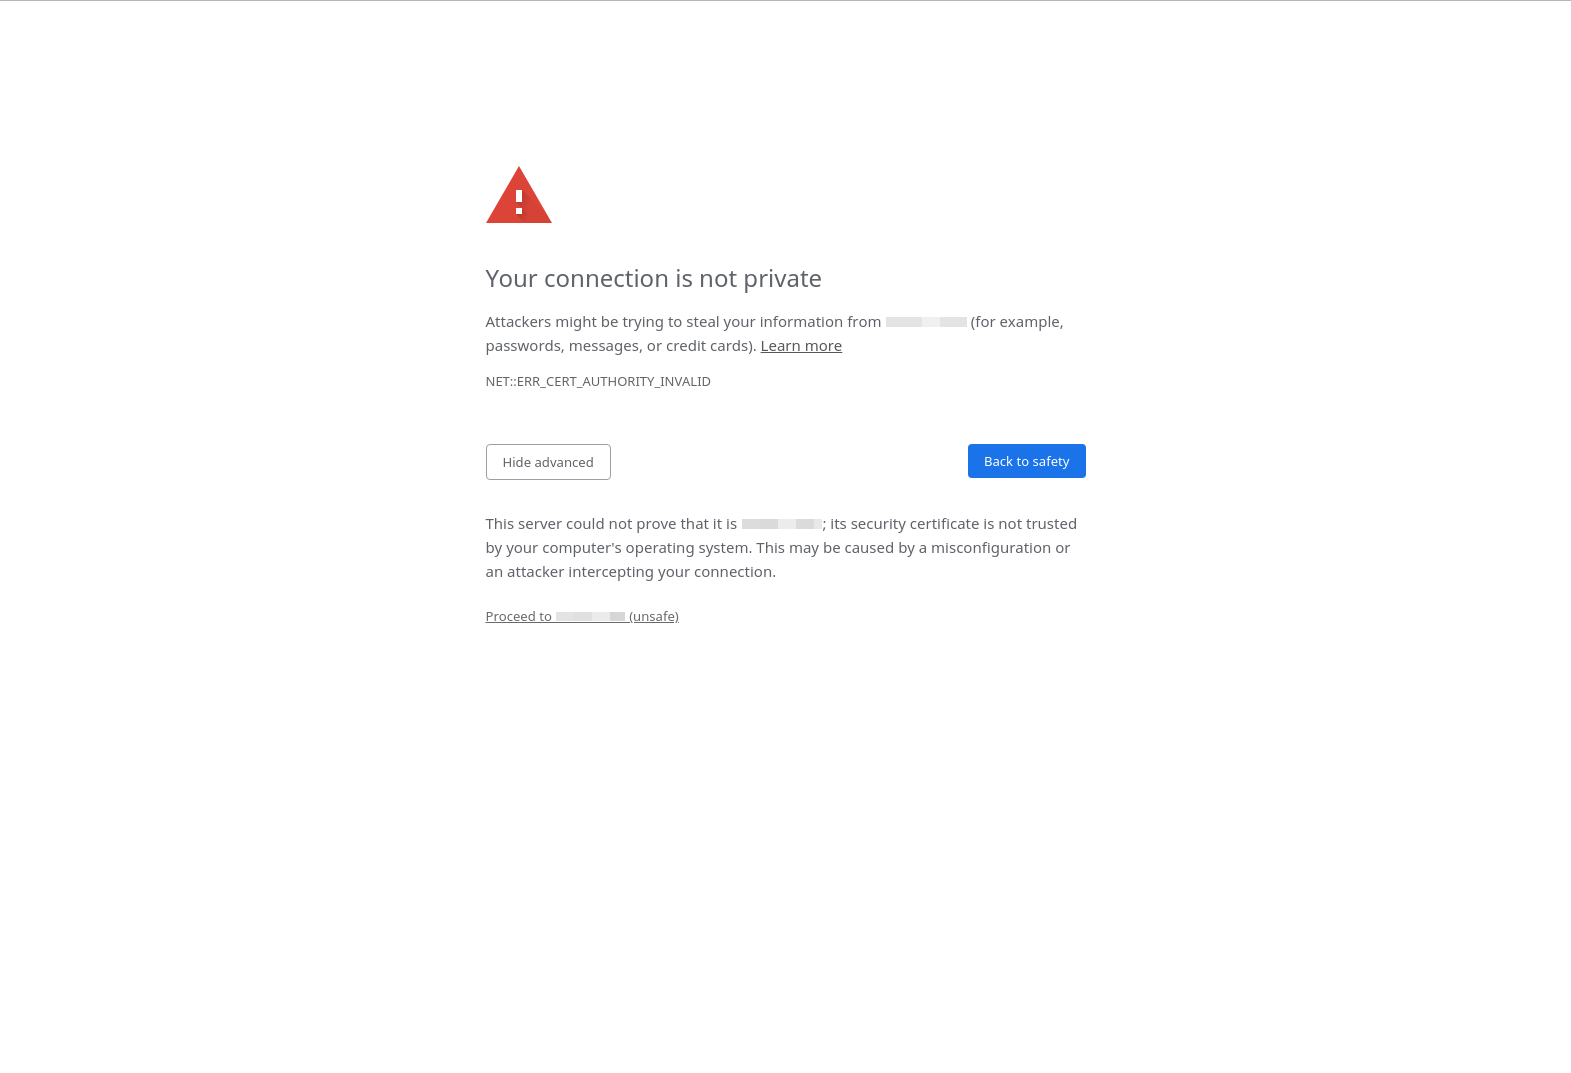 Your connection is not private
Attackers might be trying to steal your information from (for example,
passwords, messages, or credit cards). Learn more
NET::ERR_CERT_AUTHORITY_INVALID
Hide advanced
Back to safety
This server could not prove that it is ; its security certificate is not trusted
by your computer's operating system. This may be caused by a misconfiguration or
an attacker intercepting your connection.
Proceed to (unsafe)